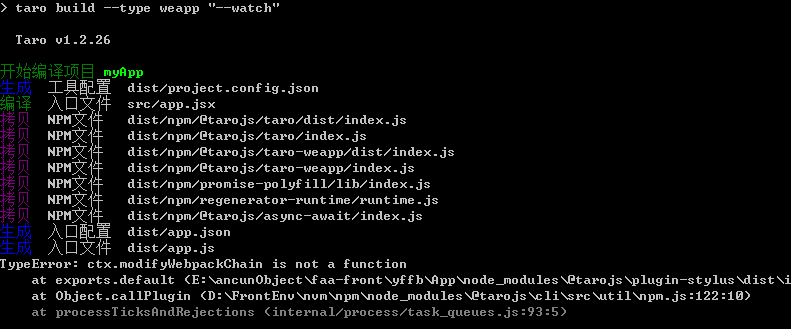 > taro build --type weapp "--watch"
Taro v1.2.26
开始编译项目 myApp
生成 工具配置 dist/project.config.json
编译 入口文件 src/app.jsx
拷贝 NPM文件 dist/npm/@tarojs/taro/dist/index.js
拷贝 NPM文件 dist/npm/@tarojs/taro/index.js
拷贝 NPM文件 dist/npm/@tarojs/taro-weapp/dist/index.js
拷贝 NPM文件 dist/npm/@tarojs/taro-weapp/index.js
拷贝 NPM文件 dist/npm/promise-polyfill/lib/index.js
拷贝 NPM文件 dist/npm/regenerator-runtime/runtime.js
拷贝 NPM文件 dist/npm/@tarojs/async-await/index.js
生成 入口配置 dist/app.json
生成 入口文件 dist/app.js
TypeError: ctx.modifyWebpackChain is not a function
at exports.default (E:\ancunObject\faa-front\yffb\App\node_modules\@tarojs\plugin-stylus\dist\i
at Object.callPlugin (D:\FrontEnv\nvm\npm\node_modules\@tarojs\cli\src\util\npm.js:122:10)
at processTicksAndRejections (internal/process/task_queues.js:93:5)